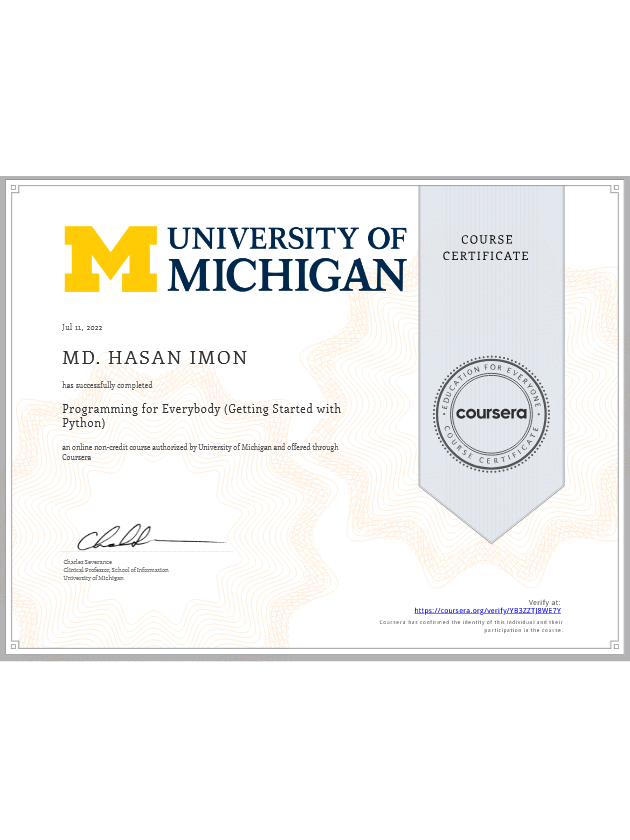 UNIVERSITY OF
MICHIGAN
COURSE
CERTIFICATE
Jul 11, 2022
MD. HASAN IMON
has successfully completed
Programming for Everybody (Getting Started with
Python)
an online non-credit course authorized by University of Michigan and offered through
Coursera
EDUCATION FOR EVERYONE
coursera
COURSE CERTIFICATE
Charles Severance
Clinical Professor, School of Information
University of Michigan
Verify at:
https://coursera.org/verify/YB3ZZTJ8WE7Y
Coursera has confirmed the identity of this individual and their
participation in the course.